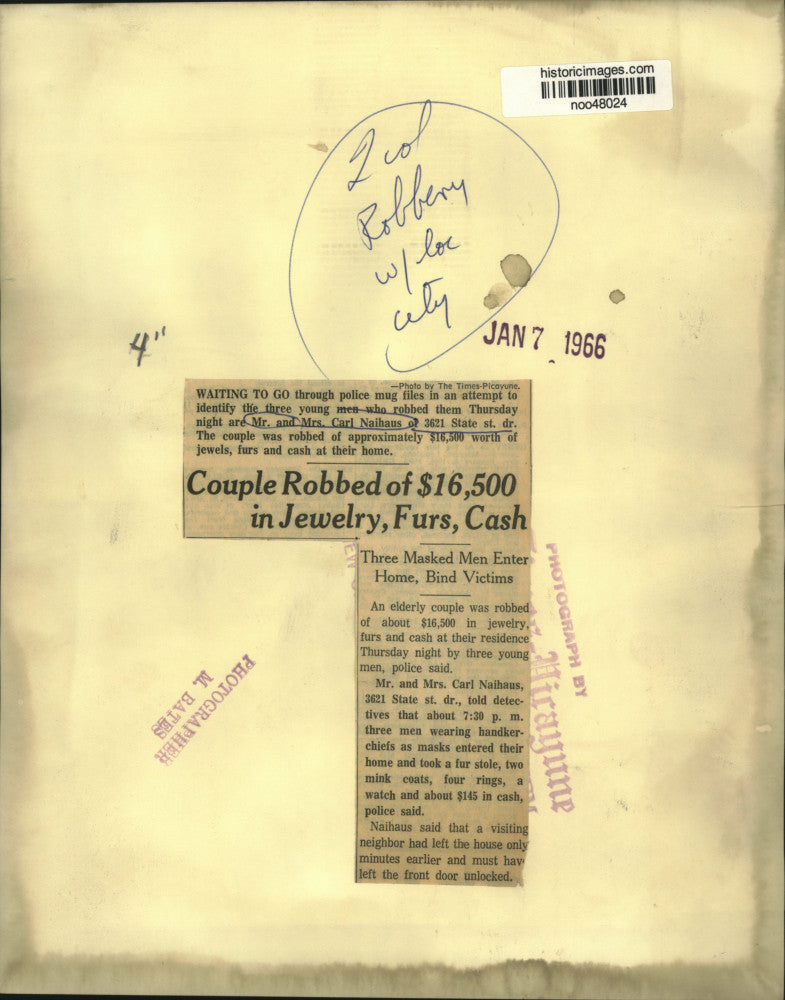 historicimages.com
noo48024
2 col
Robbery
w/ loc
city
4"
JAN 7 1966
—Photo by The Times-Picayune.
WAITING TO GO through police mug files in an attempt to
identify the three young men who robbed them Thursday
night are Mr. and Mrs. Carl Naihaus of 3621 State st. dr.
The couple was robbed of approximately $16,500 worth of
jewels, furs and cash at their home.
Couple Robbed of $16,500
in Jewelry, Furs, Cash
Three Masked Men Enter
Home, Bind Victims
An elderly couple was robbed
of about $16,500 in jewelry,
furs and cash at their residence
Thursday night by three young
men, police said.
Mr. and Mrs. Carl Naihaus,
3621 State st. dr., told detec-
tives that about 7:30 p. m.
three men wearing handker-
chiefs as masks entered their
home and took a fur stole, two
mink coats, four rings, a
watch and about $145 in cash,
police said.
Naihaus said that a visiting
neighbor had left the house only
minutes earlier and must hav
left the front door unlocked.
PHOTOGRAPH BY
Picayune
PHOTOGRAPHER
M. BATES